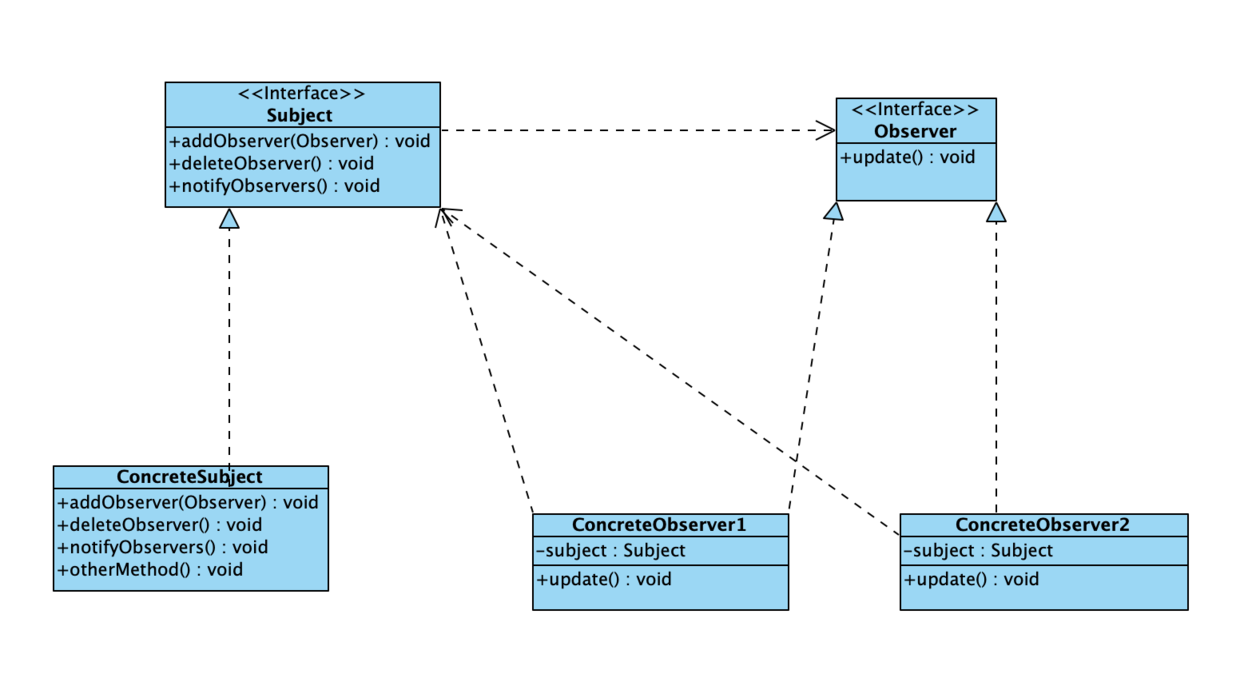 <<Interface>>
Subject
+addObserver(Observer) : void
+deleteObserver() : void
+notifyObservers() : void
<<Interface>>
Observer
+update() : void
ConcreteSubject
+addObserver(Observer) : void
+deleteObserver() : void
+notifyObservers() : void
+otherMethod() : void
ConcreteObserver1
-subject : Subject
+update() : void
ConcreteObserver2
-subject : Subject
+update() : void